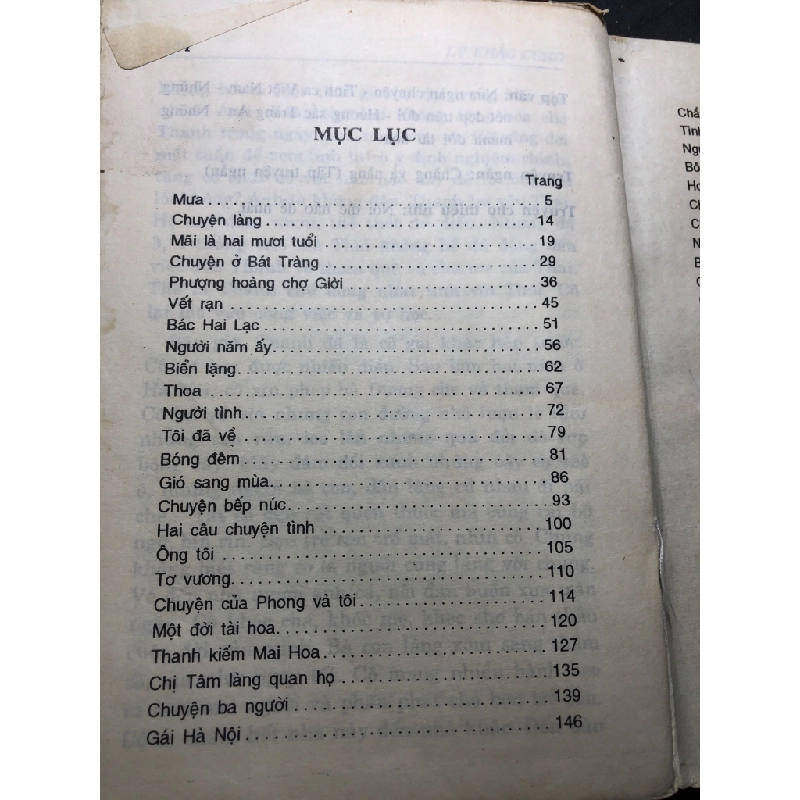 MỤC LỤC
Trang
Mưa 5
Chuyện làng 14
Mãi là hai mươi tuổi 19
Chuyện ở Bát Tràng 29
Phượng hoàng chợ Giời 36
Vết rạn 45
Bác Hai Lạc 51
Người năm ấy 56
Biển lặng 62
Thoa 67
Người tình 72
Tôi đã về 79
Bóng đêm 81
Gió sang mùa 86
Chuyện bếp núc 93
Hai câu chuyện tình 100
Ông tôi 105
Tơ vương 110
Chuyện của Phong và tôi 114
Một đời tài hoa 120
Thanh kiếm Mai Hoa 127
Chị Tâm làng quan họ 135
Chuyện ba người 139
Gái Hà Nội 146